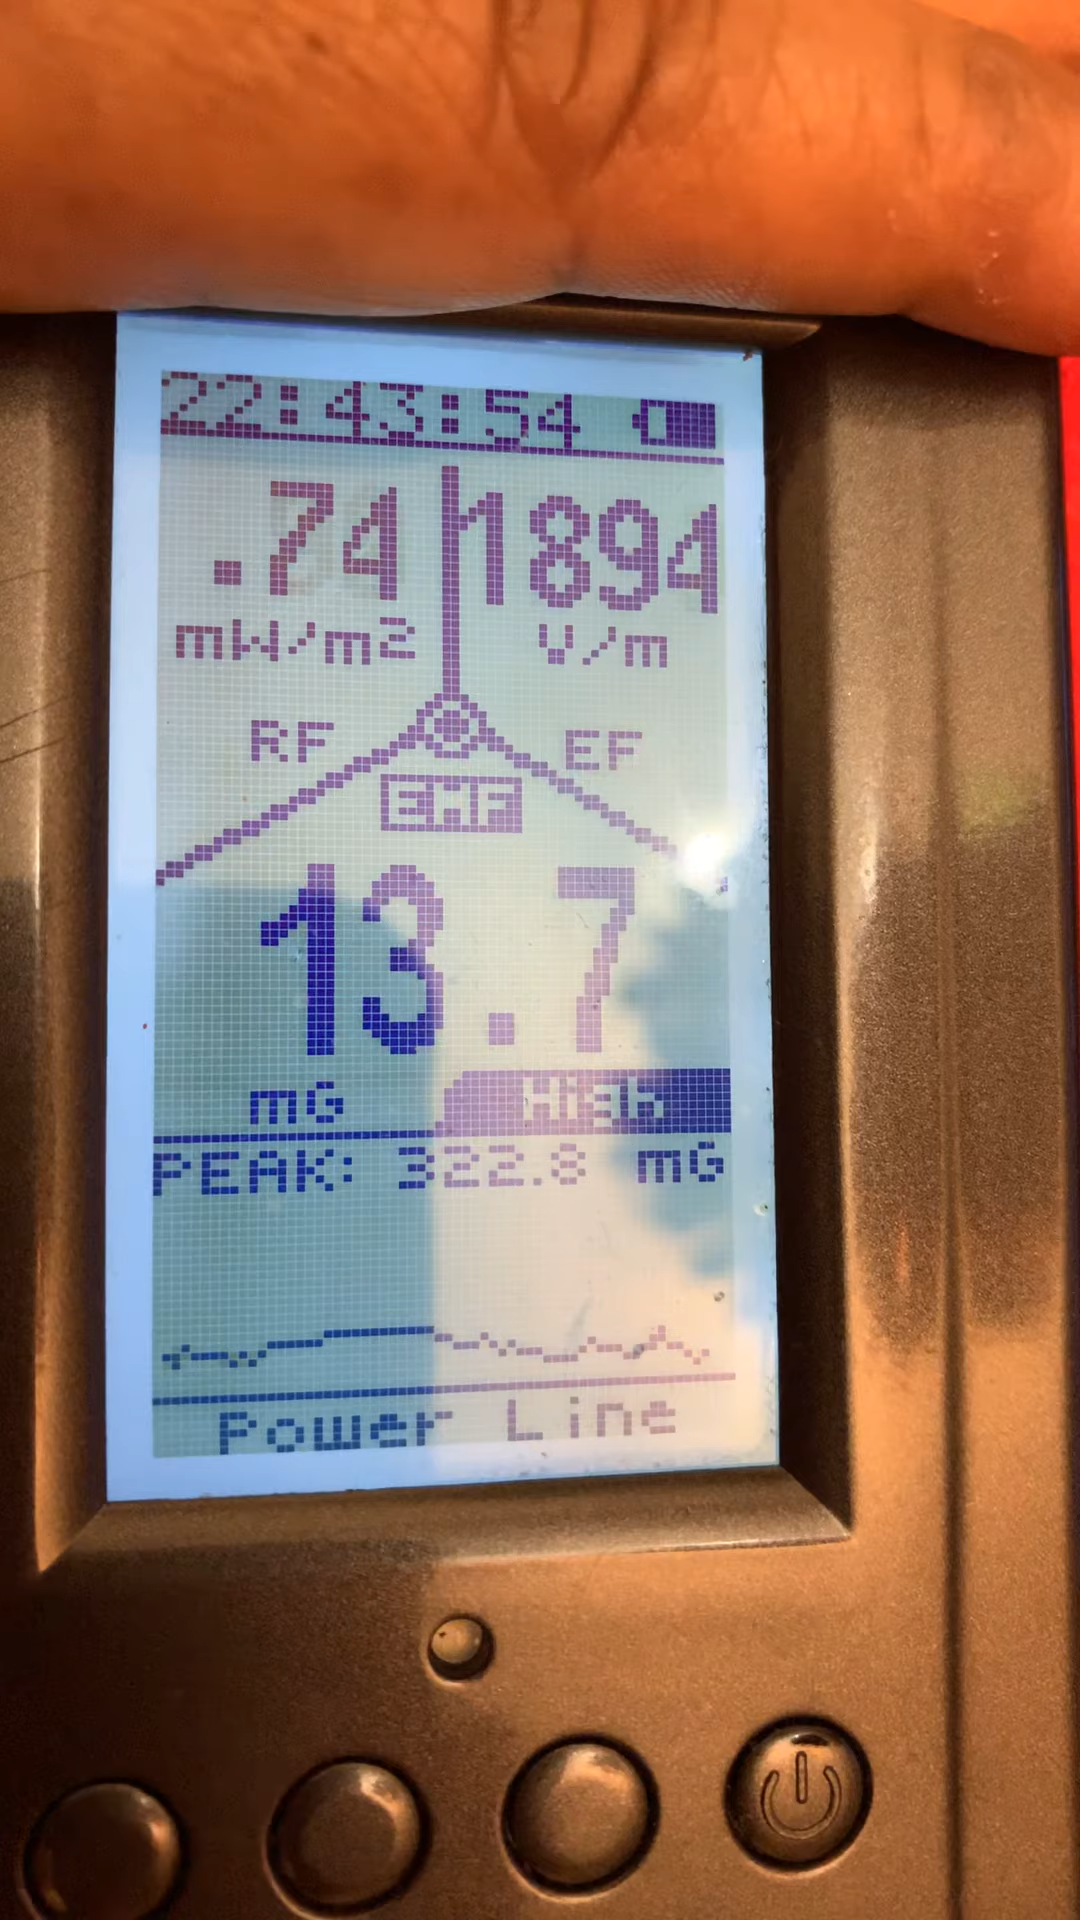 22:43:54
.74 1894
mW/m² V/m
RF EF
EMF
13.7
mG High
PEAK: 322.8 mG
Power Line